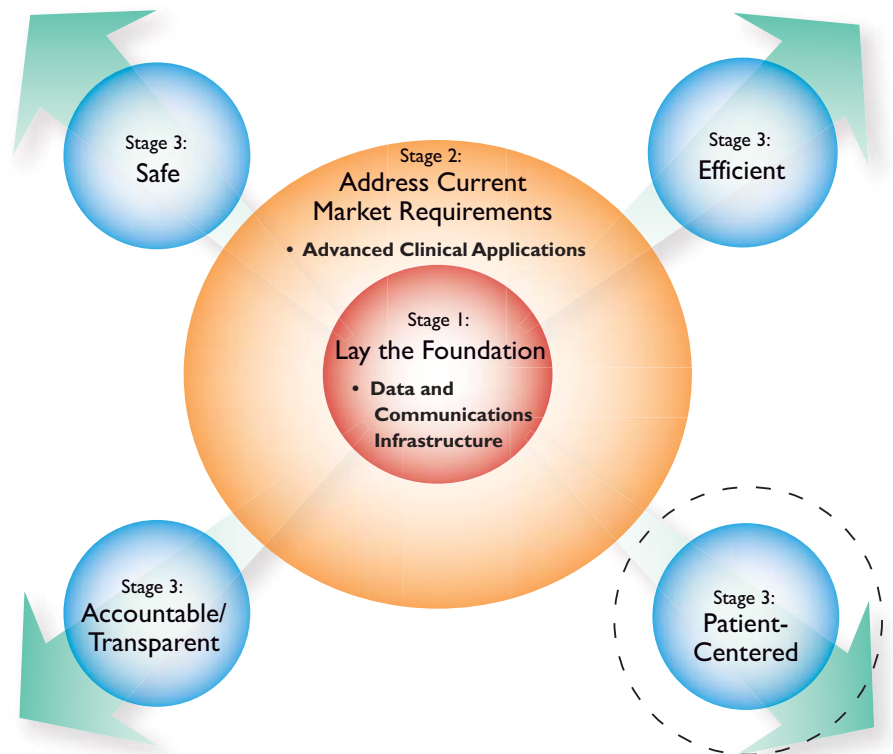 Stage 3:
Safe
Stage 3:
Efficient
Stage 2:
Address Current
Market Requirements
• Advanced Clinical Applications
Stage 1:
Lay the Foundation
• Data and
Communications
Infrastructure
Stage 3:
Accountable/
Transparent
Stage 3:
Patient-
Centered